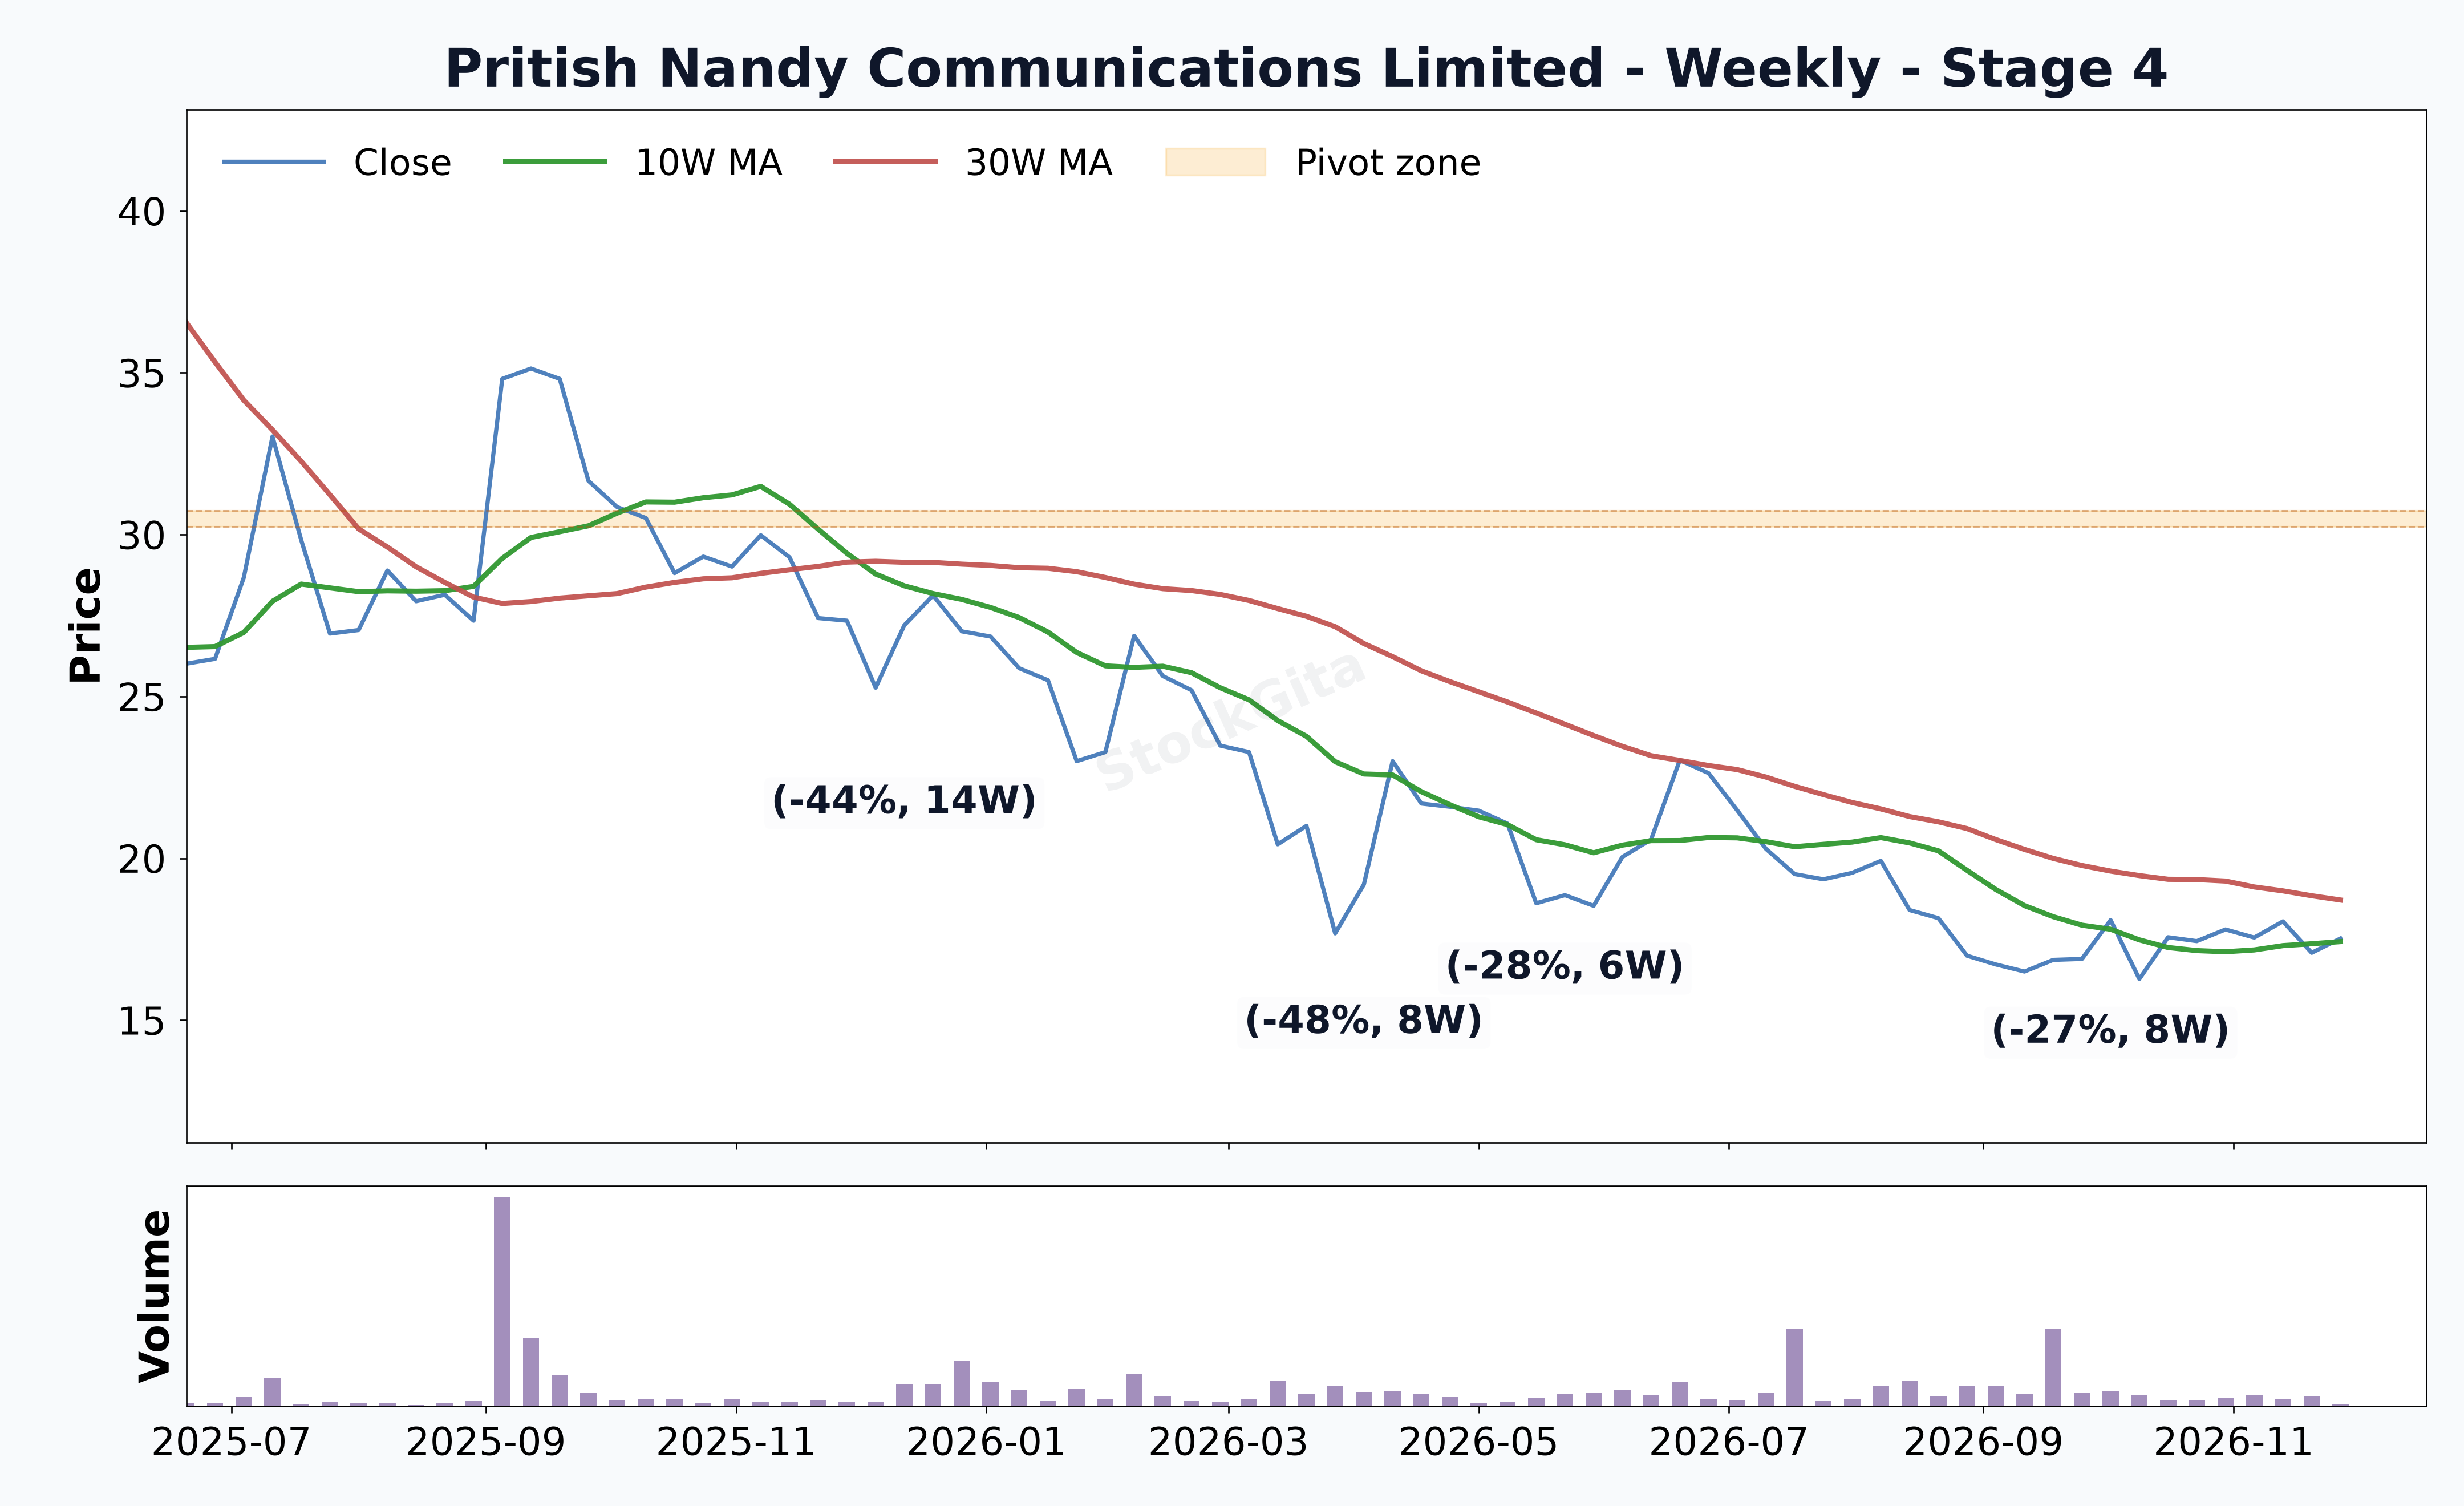 Pritish Nandy Communications Limited - Weekly - Stage 4
Close
10W MA
30W MA
Pivot zone
Price
40
35
30
25
20
15
StockGita
(-44%, 14W)
(-28%, 6W)
(-48%, 8W)
(-27%, 8W)
Volume
2025-07
2025-09
2025-11
2026-01
2026-03
2026-05
2026-07
2026-09
2026-11